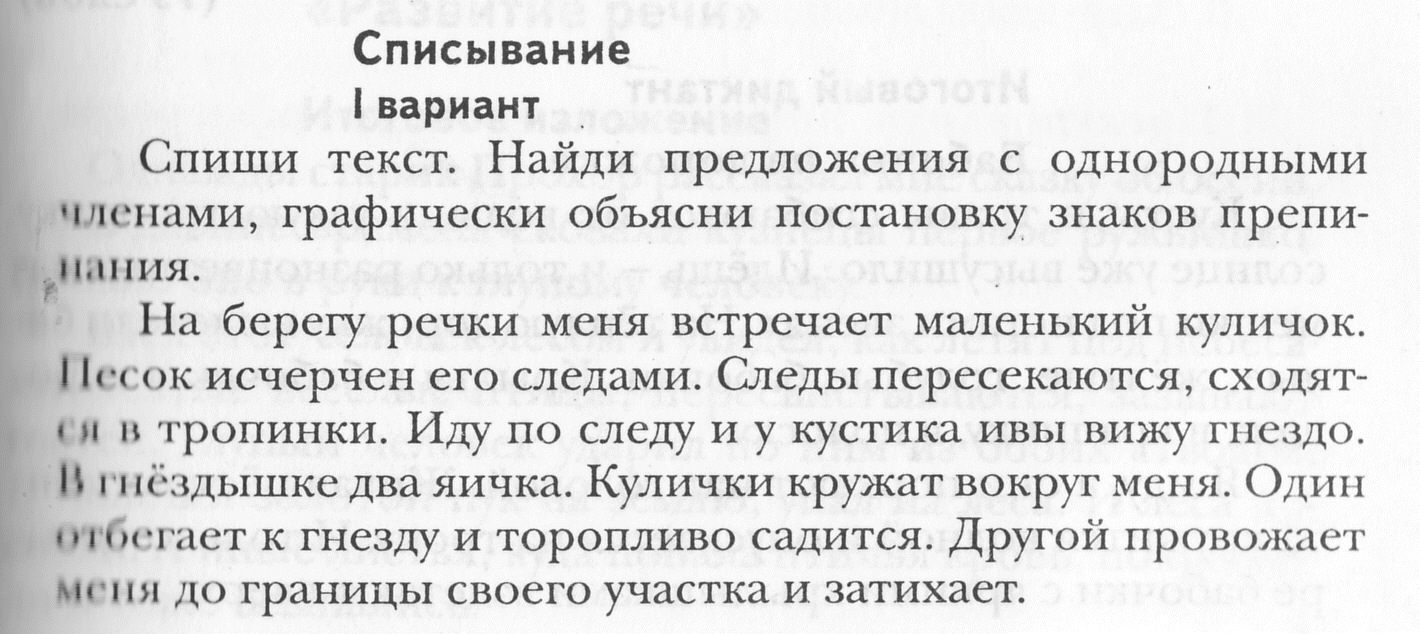 Списывание
I вариант
Спиши текст. Найди предложения с однородными
членами, графически объясни постановку знаков препи-
нания.
На берегу речки меня встречает маленький куличок.
Песок исчерчен его следами. Следы пересекаются, сходят-
ся в тропинки. Иду по следу и у кустика ивы вижу гнездо.
В гнёздышке два яичка. Кулички кружат вокруг меня. Один
отбегает к гнезду и торопливо садится. Другой провожает
меня до границы своего участка и затихает.